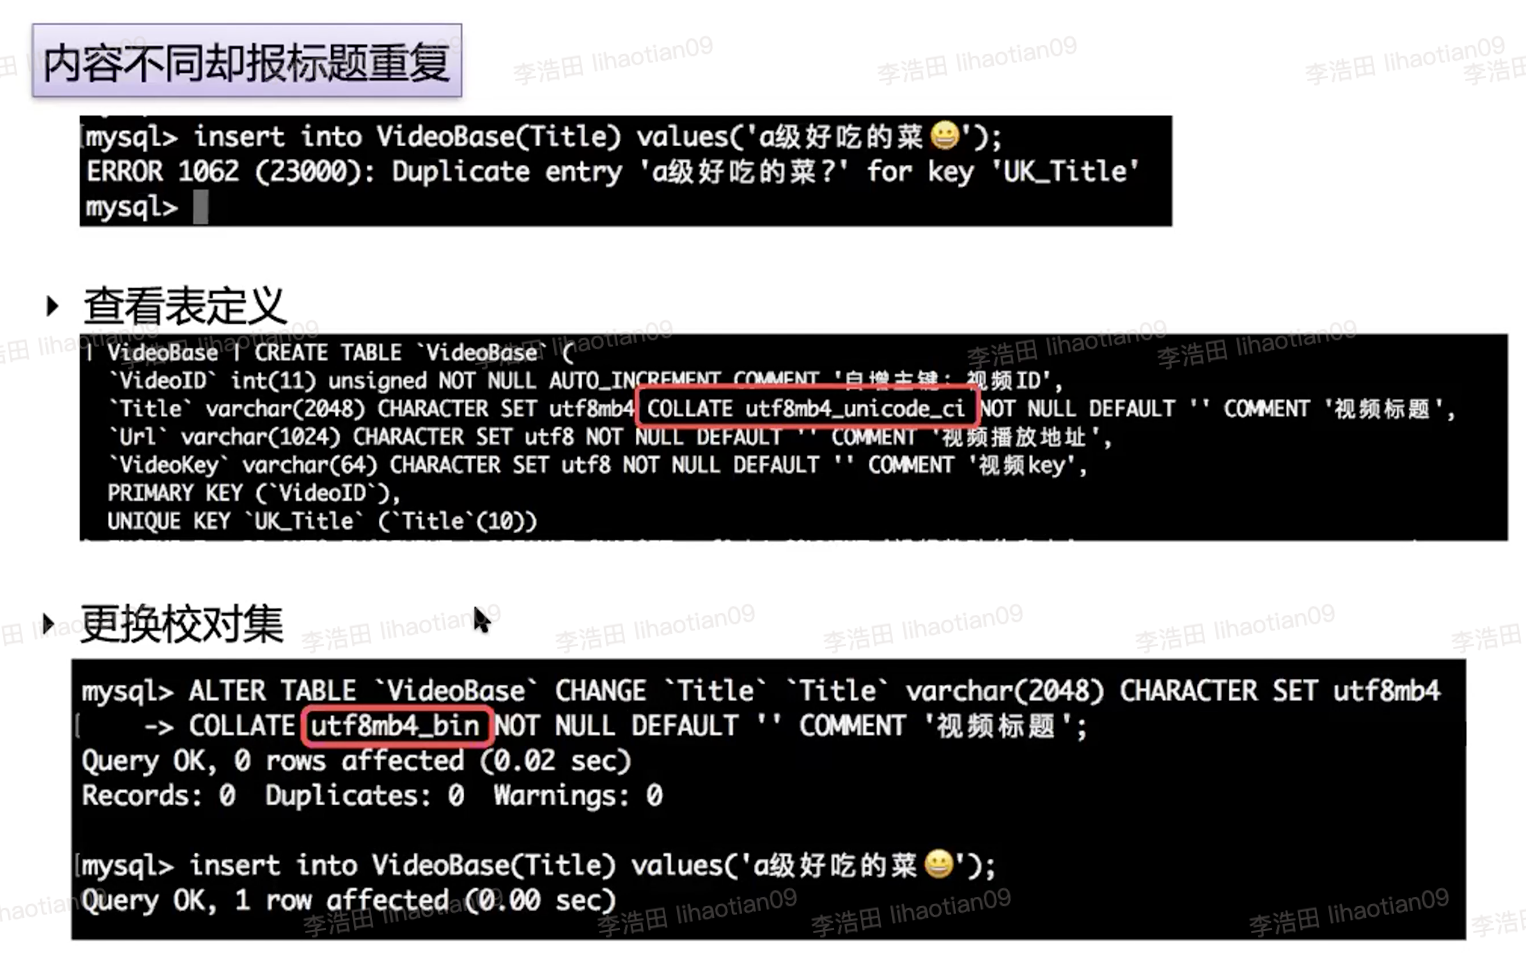 内容不同却报标题重复
mysql> insert into VideoBase(Title) values('a级好吃的菜😀');
ERROR 1062 (23000): Duplicate entry 'a级好吃的菜?' for key 'UK_Title'
mysql>
查看表定义
| VideoBase | CREATE TABLE `VideoBase` (
`VideoID` int(11) unsigned NOT NULL AUTO_INCREMENT COMMENT '自增主键: 视频ID',
`Title` varchar(2048) CHARACTER SET utf8mb4 COLLATE utf8mb4_unicode_ci NOT NULL DEFAULT '' COMMENT '视频标题',
`Url` varchar(1024) CHARACTER SET utf8 NOT NULL DEFAULT '' COMMENT '视频播放地址',
`VideoKey` varchar(64) CHARACTER SET utf8 NOT NULL DEFAULT '' COMMENT '视频key',
PRIMARY KEY (`VideoID`),
UNIQUE KEY `UK_Title` (`Title`(10))
更换校对集
mysql> ALTER TABLE `VideoBase` CHANGE `Title` `Title` varchar(2048) CHARACTER SET utf8mb4
-> COLLATE utf8mb4_bin NOT NULL DEFAULT '' COMMENT '视频标题';
Query OK, 0 rows affected (0.02 sec)
Records: 0 Duplicates: 0 Warnings: 0
mysql> insert into VideoBase(Title) values('a级好吃的菜😀');
Query OK, 1 row affected (0.00 sec)
李浩田 lihaotian09